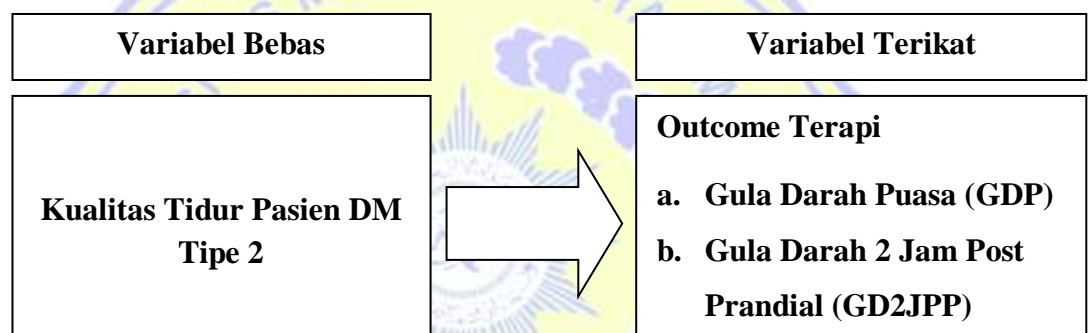 Variabel Bebas
Variabel Terikat
Kualitas Tidur Pasien DM
Tipe 2
Outcome Terapi
a. Gula Darah Puasa (GDP)
b. Gula Darah 2 Jam Post
Prandial (GD2JPP)